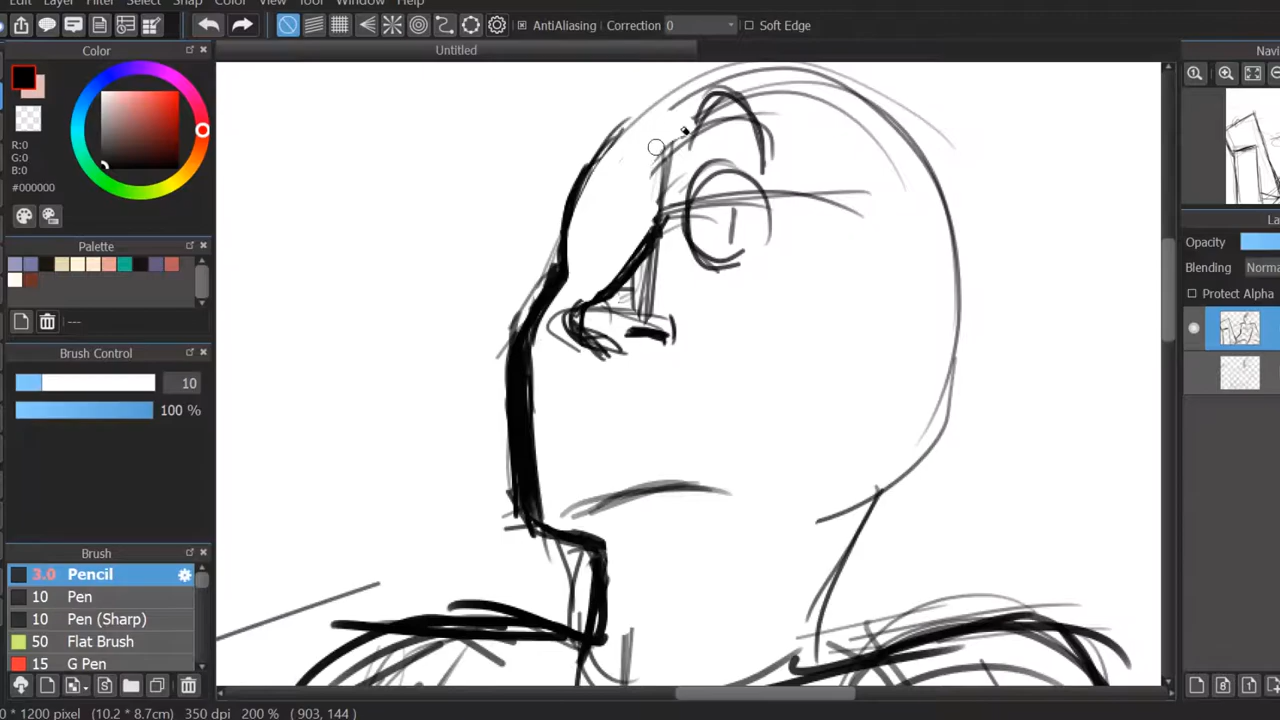 Edit Layer Filter Select Snap Color View Tool Window Help
AntiAliasing Correction 0 Soft Edge
Untitled
Color
Navi
R:0
G:0
B:0
#000000
Palette
---
La
Opacity
Blending Norma
Protect Alpha
Brush Control
10
100 %
Brush
3.0 Pencil
10 Pen
10 Pen (Sharp)
50 Flat Brush
15 G Pen
0 * 1200 pixel (10.2 * 8.7cm) 350 dpi 200 % ( 903, 144 )